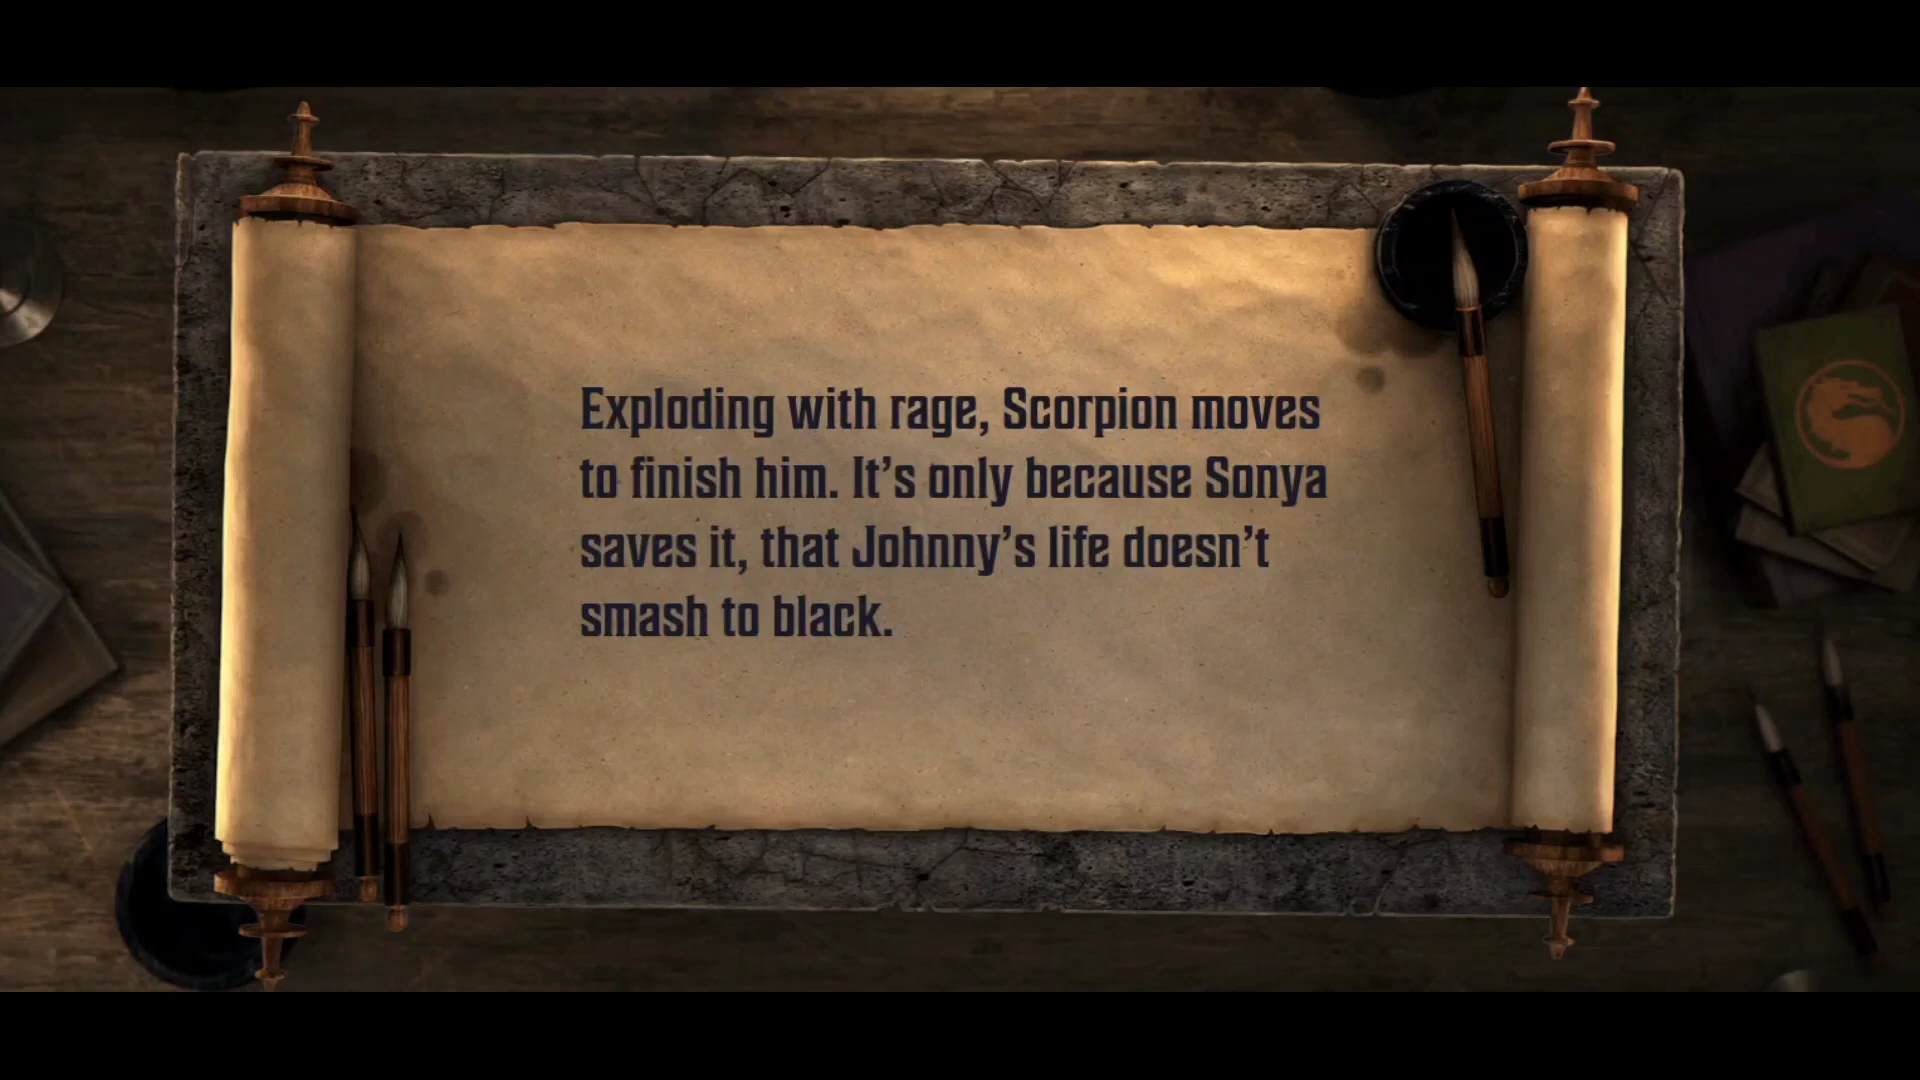 Exploding with rage, Scorpion moves
to finish him. It’s only because Sonya
saves it, that Johnny’s life doesn’t
smash to black.